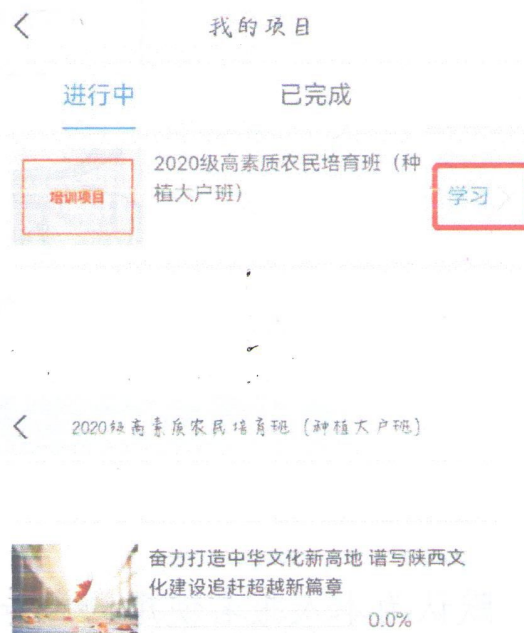 我的项目
进行中 已完成
培训项目
2020级高素质农民培育班（种
植大户班）
学习
2020级高素质农民培育班（种植大户班）
奋力打造中华文化新高地 谱写陕西文
化建设追赶超越新篇章
0.0%